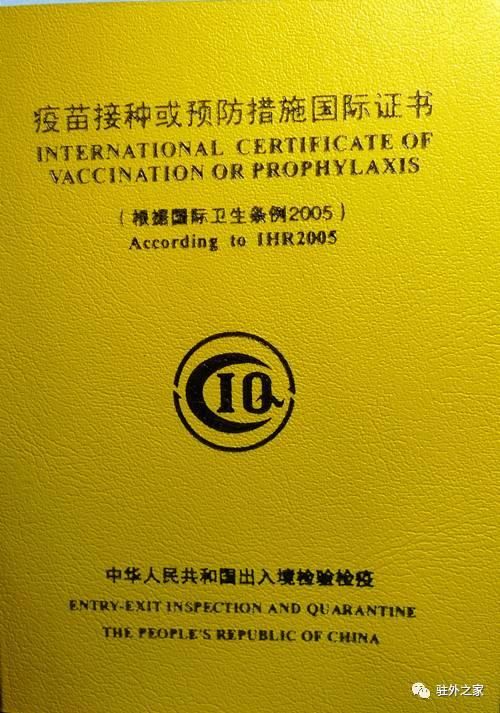 疫苗接种或预防措施国际证书
INTERNATIONAL CERTIFICATE OF
VACCINATION OR PROPHYLAXIS
(根据国际卫生条例2005)
According to IHR2005
CIQ
中华人民共和国出入境检验检疫
ENTRY-EXIT INSPECTION AND QUARANTINE
THE PEOPLE'S REPUBLIC OF CHINA
驻外之家